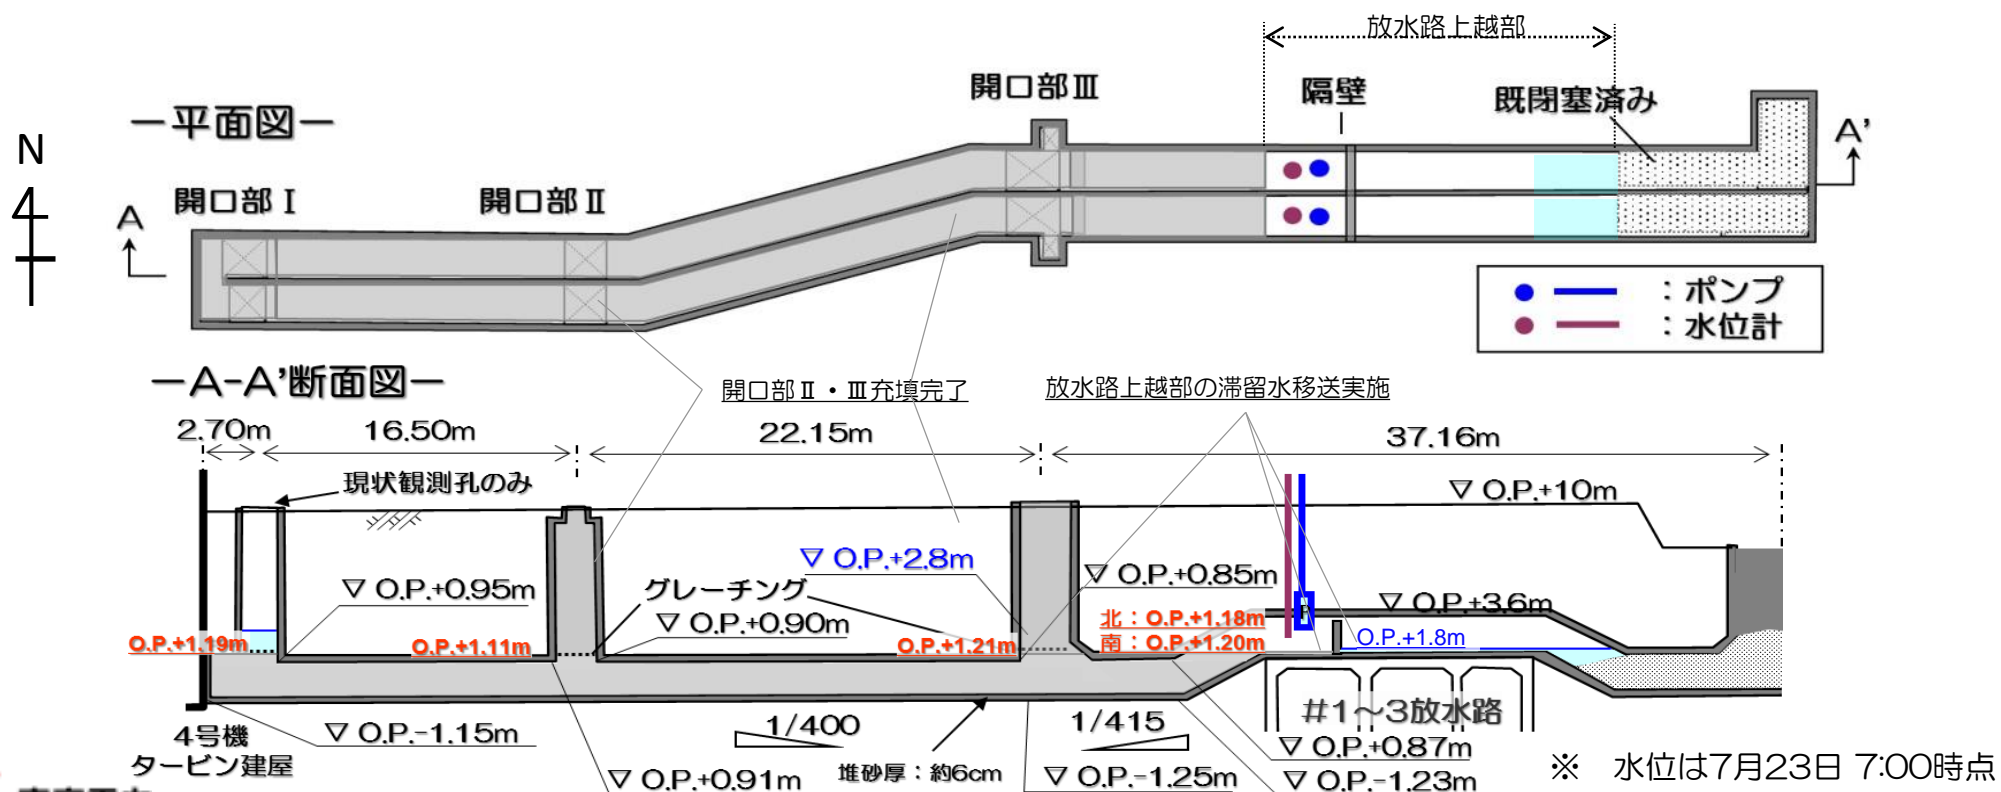 放水路上越部
開口部Ⅲ
隔壁
既閉塞済み
ー平面図ー
N
A'
開口部Ⅰ
開口部Ⅱ
A
：ポンプ
：水位計
ーA-A'断面図ー
開口部Ⅱ・Ⅲ充填完了
放水路上越部の滞留水移送実施
2.70m
16.50m
22.15m
37.16m
現状観測孔のみ
▽ O.P.+10m
▽ O.P.+2.8m
▽ O.P.+0.85m
▽ O.P.+0.95m
グレーチング
▽ O.P.+3.6m
P
▽ O.P.+0.90m
北：O.P.+1.18m
南：O.P.+1.20m
O.P.+1.19m
O.P.+1.11m
O.P.+1.21m
O.P.+1.8m
#1～3放水路
4号機
タービン建屋
▽ O.P.-1.15m
1/400
1/415
▽ O.P.+0.87m
▽ O.P.+0.91m
堆砂厚：約6cm
▽ O.P.-1.25m
▽ O.P.-1.23m
※　水位は7月23日 7:00時点